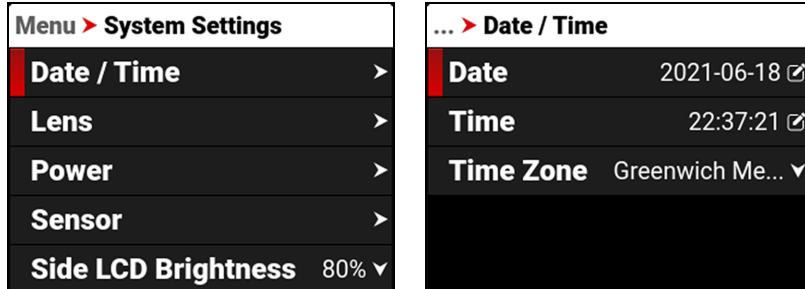 Menu > System Settings
Date / Time
Lens
Power
Sensor
Side LCD Brightness 80%
... > Date / Time
Date 2021-06-18
Time 22:37:21
Time Zone Greenwich Me...